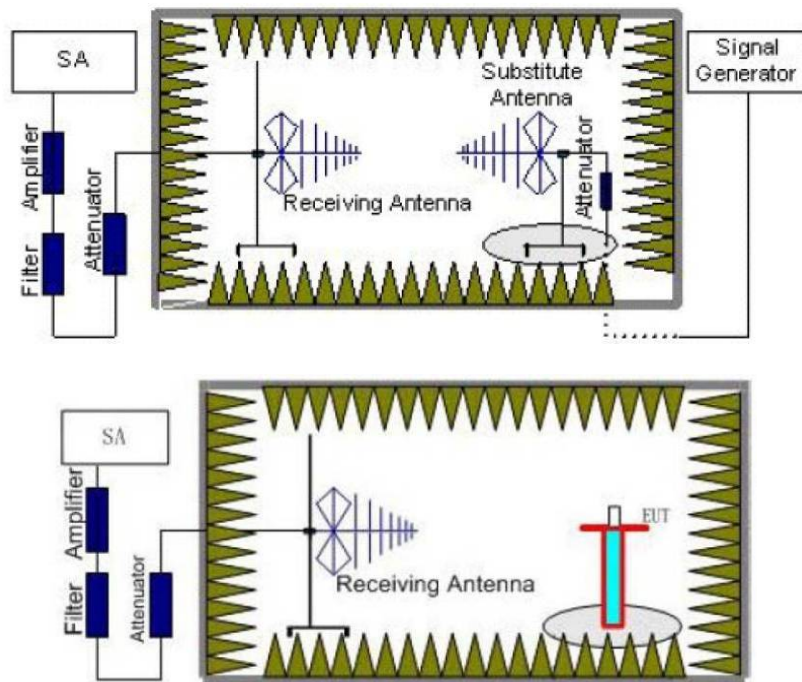 SA
Substitute
Antenna
Signal
Generator
Amplifier
Attenuator
Filter
Receiving Antenna
Attenuator
SA
Amplifier
Filter
Attenuator
Receiving Antenna
EUT